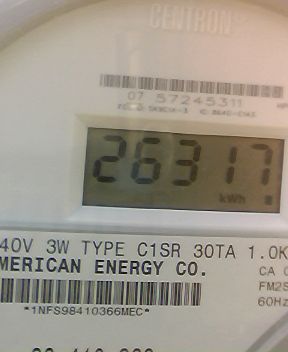 CENTRON
07 57245311
26317
kWh
40V 3W TYPE C1SR 30TA 1.0K
MERICAN ENERGY CO.
CA
FM2S
60Hz
*1NFS98410366MEC*